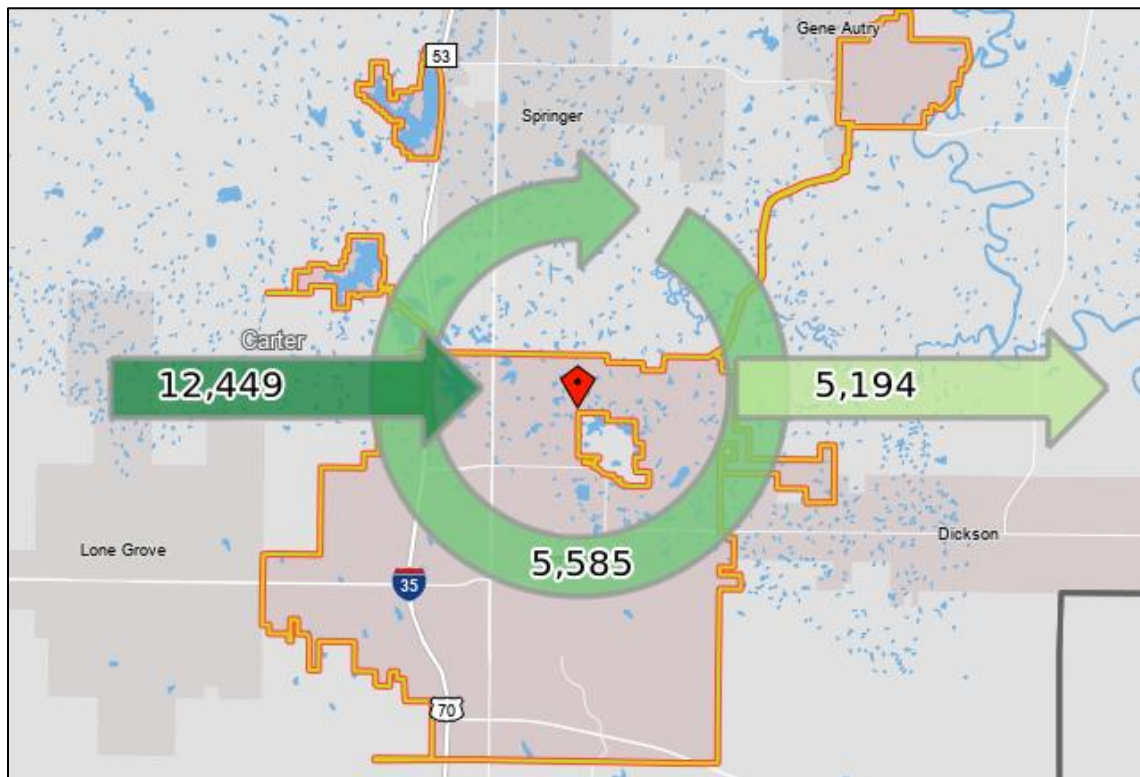 Gene Autry
53
Springer
Carter
12,449
5,194
Lone Grove
Dickson
5,585
35
70